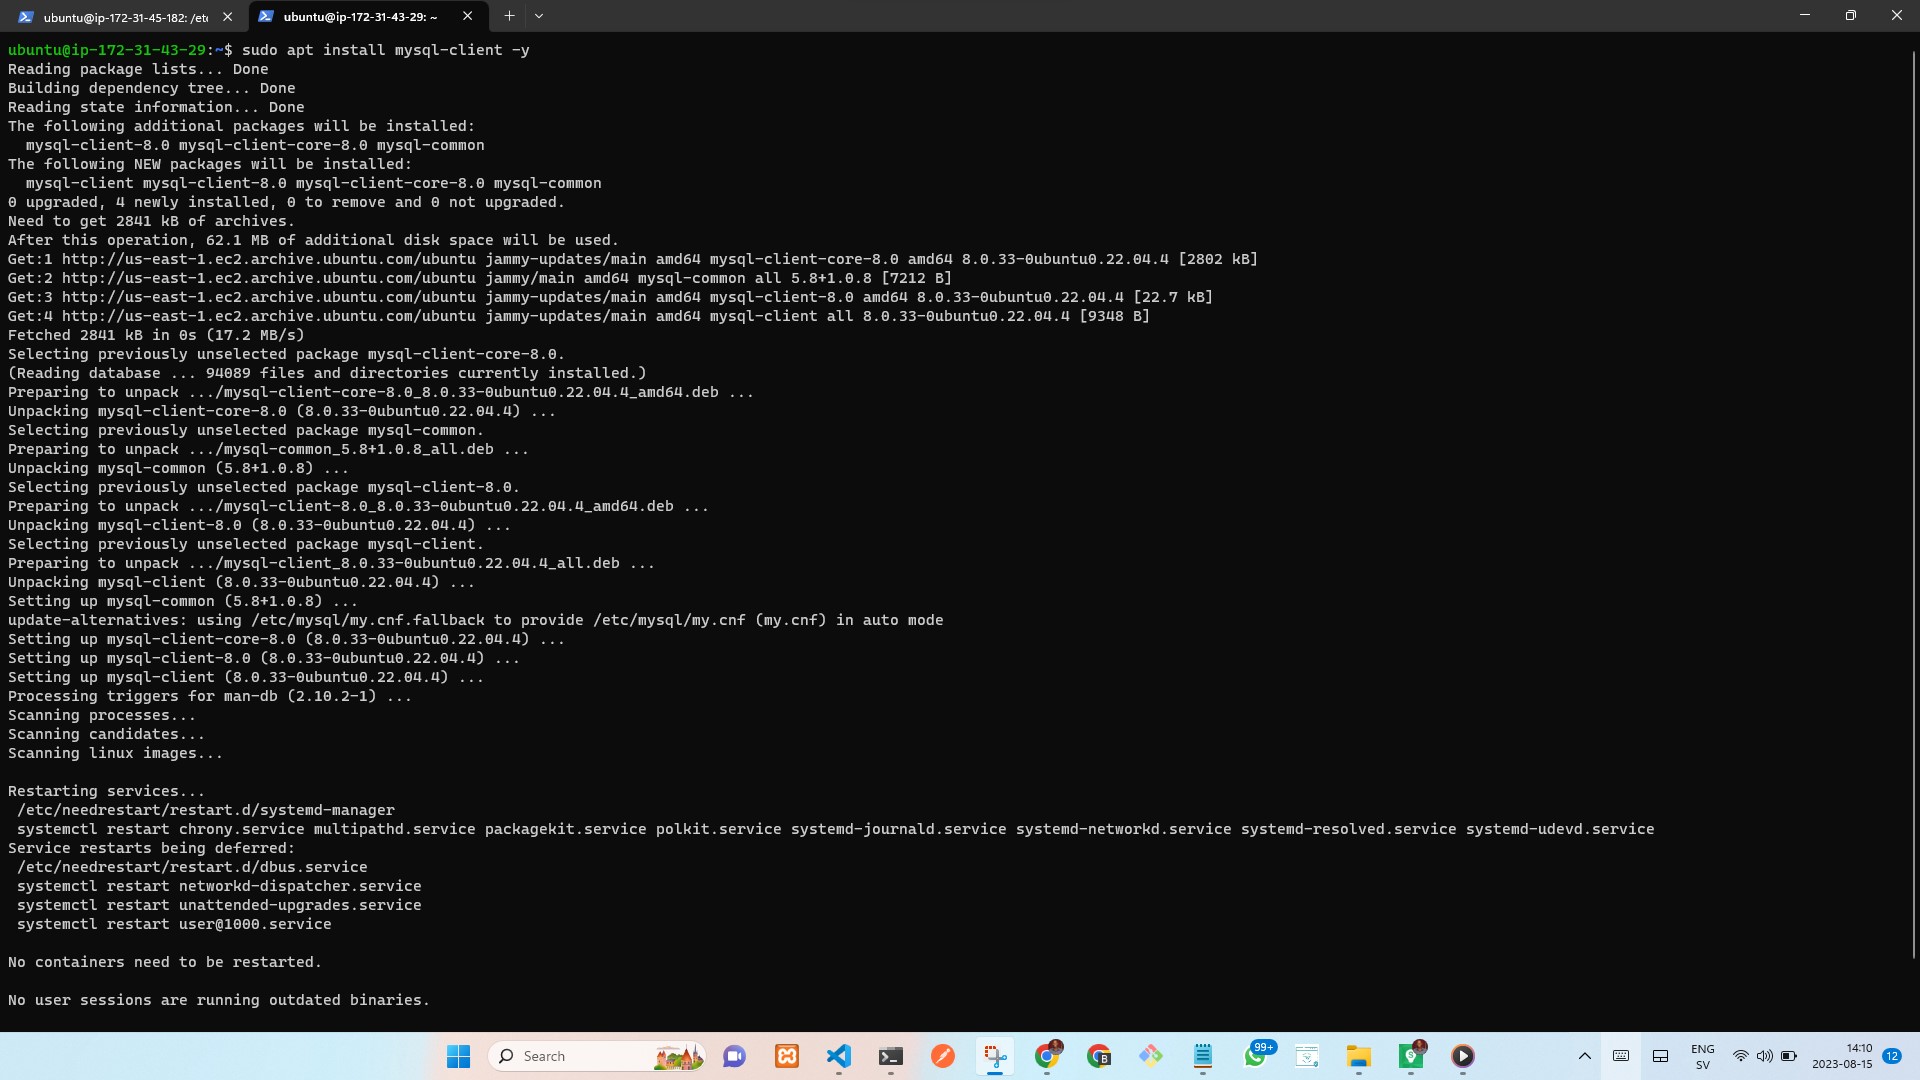 ubuntu@ip-172-31-45-182: /etc
ubuntu@ip-172-31-43-29: ~
ubuntu@ip-172-31-43-29:~$ sudo apt install mysql-client -y
Reading package lists... Done
Building dependency tree... Done
Reading state information... Done
The following additional packages will be installed:
  mysql-client-8.0 mysql-client-core-8.0 mysql-common
The following NEW packages will be installed:
  mysql-client mysql-client-8.0 mysql-client-core-8.0 mysql-common
0 upgraded, 4 newly installed, 0 to remove and 0 not upgraded.
Need to get 2841 kB of archives.
After this operation, 62.1 MB of additional disk space will be used.
Get:1 http://us-east-1.ec2.archive.ubuntu.com/ubuntu jammy-updates/main amd64 mysql-client-core-8.0 amd64 8.0.33-0ubuntu0.22.04.4 [2802 kB]
Get:2 http://us-east-1.ec2.archive.ubuntu.com/ubuntu jammy/main amd64 mysql-common all 5.8+1.0.8 [7212 B]
Get:3 http://us-east-1.ec2.archive.ubuntu.com/ubuntu jammy-updates/main amd64 mysql-client-8.0 amd64 8.0.33-0ubuntu0.22.04.4 [22.7 kB]
Get:4 http://us-east-1.ec2.archive.ubuntu.com/ubuntu jammy-updates/main amd64 mysql-client all 8.0.33-0ubuntu0.22.04.4 [9348 B]
Fetched 2841 kB in 0s (17.2 MB/s)
Selecting previously unselected package mysql-client-core-8.0.
(Reading database ... 94089 files and directories currently installed.)
Preparing to unpack .../mysql-client-core-8.0_8.0.33-0ubuntu0.22.04.4_amd64.deb ...
Unpacking mysql-client-core-8.0 (8.0.33-0ubuntu0.22.04.4) ...
Selecting previously unselected package mysql-common.
Preparing to unpack .../mysql-common_5.8+1.0.8_all.deb ...
Unpacking mysql-common (5.8+1.0.8) ...
Selecting previously unselected package mysql-client-8.0.
Preparing to unpack .../mysql-client-8.0_8.0.33-0ubuntu0.22.04.4_amd64.deb ...
Unpacking mysql-client-8.0 (8.0.33-0ubuntu0.22.04.4) ...
Selecting previously unselected package mysql-client.
Preparing to unpack .../mysql-client_8.0.33-0ubuntu0.22.04.4_all.deb ...
Unpacking mysql-client (8.0.33-0ubuntu0.22.04.4) ...
Setting up mysql-common (5.8+1.0.8) ...
update-alternatives: using /etc/mysql/my.cnf.fallback to provide /etc/mysql/my.cnf (my.cnf) in auto mode
Setting up mysql-client-core-8.0 (8.0.33-0ubuntu0.22.04.4) ...
Setting up mysql-client-8.0 (8.0.33-0ubuntu0.22.04.4) ...
Setting up mysql-client (8.0.33-0ubuntu0.22.04.4) ...
Processing triggers for man-db (2.10.2-1) ...
Scanning processes...
Scanning candidates...
Scanning linux images...
Restarting services...
 /etc/needrestart/restart.d/systemd-manager
 systemctl restart chrony.service multipathd.service packagekit.service polkit.service systemd-journald.service systemd-networkd.service systemd-resolved.service systemd-udevd.service
Service restarts being deferred:
 /etc/needrestart/restart.d/dbus.service
 systemctl restart networkd-dispatcher.service
 systemctl restart unattended-upgrades.service
 systemctl restart user@1000.service
No containers need to be restarted.
No user sessions are running outdated binaries.
Search
99+
ENG
SV
14:10
2023-08-15
12